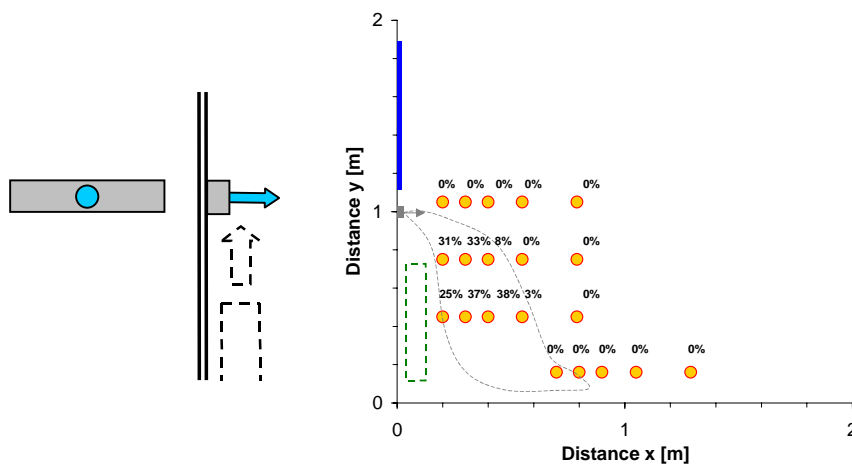 2
0% 0% 0% 0% 0%
Distance y [m]
1
31% 33% 8% 0% 0%
25% 37% 38% 3% 0%
0% 0% 0% 0% 0%
0
0 1 2
Distance x [m]